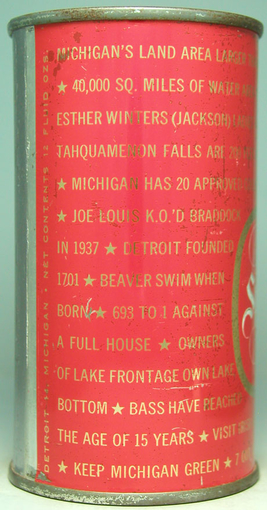 MICHIGAN'S LAND AREA LARGER
★ 40,000 SQ. MILES OF WATER
ESTHER WINTERS (JACKSON)
TAHQUAMENON FALLS ARE
★ MICHIGAN HAS 20 APPROVED
★ JOE LOUIS K.O.'D BRADDOCK
IN 1937 ★ DETROIT FOUNDED
1701 ★ BEAVER SWIM WHEN
BORN ★ 693 TO 1 AGAINST
A FULL HOUSE ★ OWNERS
OF LAKE FRONTAGE OWN LAKE
BOTTOM ★ BASS HAVE REACHED
THE AGE OF 15 YEARS ★ VISIT
★ KEEP MICHIGAN GREEN ★ 7
DETROIT 14, MICHIGAN • NET CONTENTS 12 FLUID OZS.